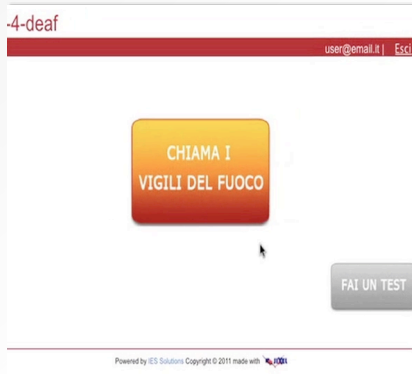 -4-deaf
user@email.it | Esci
CHIAMA I
VIGILI DEL FUOCO
FAI UN TEST
Powered by IES Solutions Copyright © 2011 made with